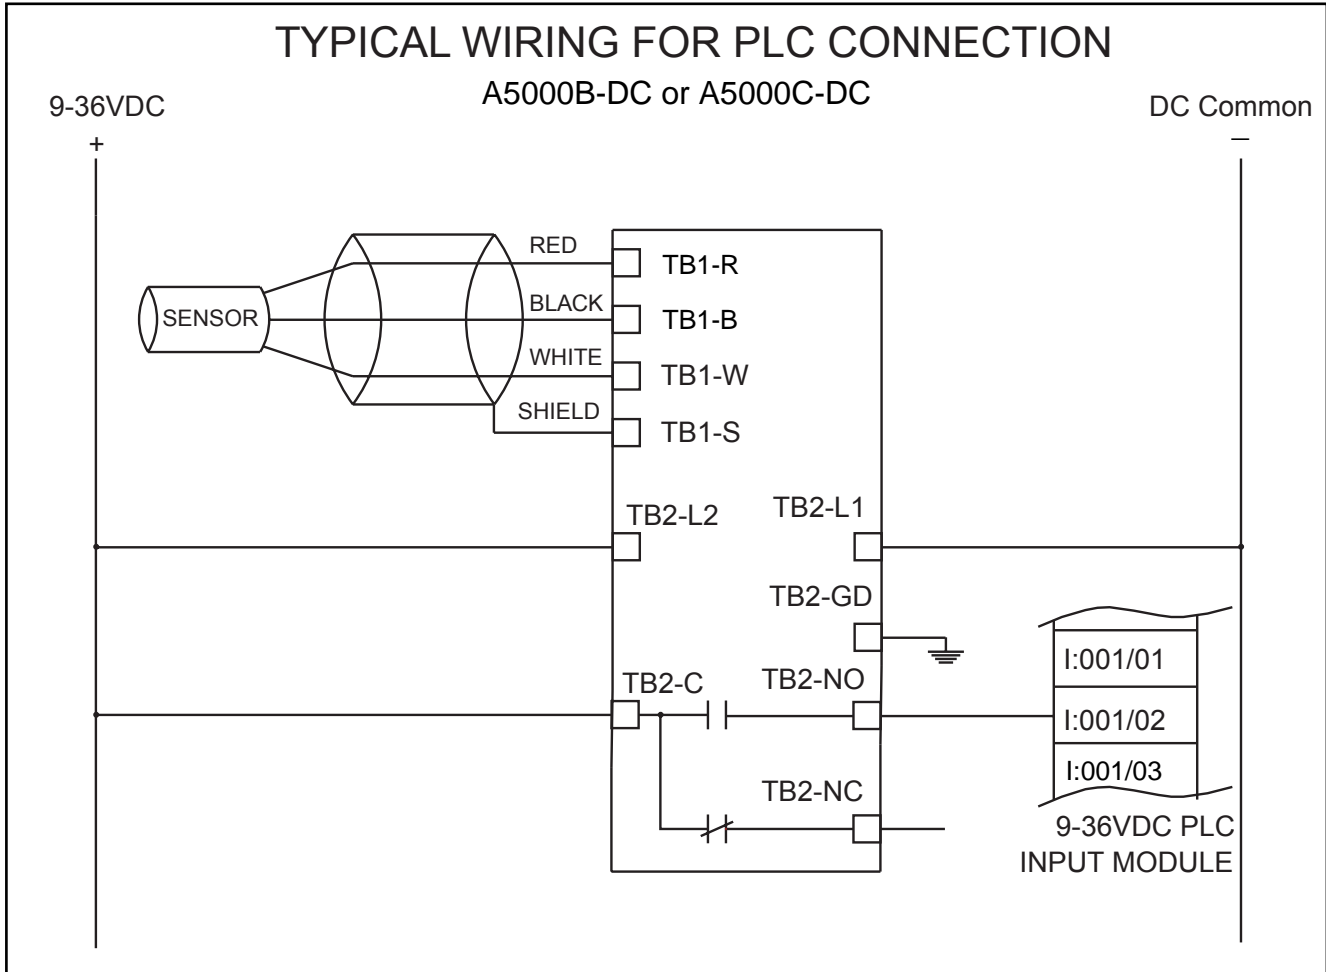 TYPICAL WIRING FOR PLC CONNECTION
A5000B-DC or A5000C-DC
9-36VDC
+
DC Common
–
RED
TB1-R
SENSOR
BLACK
TB1-B
WHITE
TB1-W
SHIELD
TB1-S
TB2-L2
TB2-L1
TB2-GD
TB2-C
TB2-NO
TB2-NC
I:001/01
I:001/02
I:001/03
9-36VDC PLC
INPUT MODULE